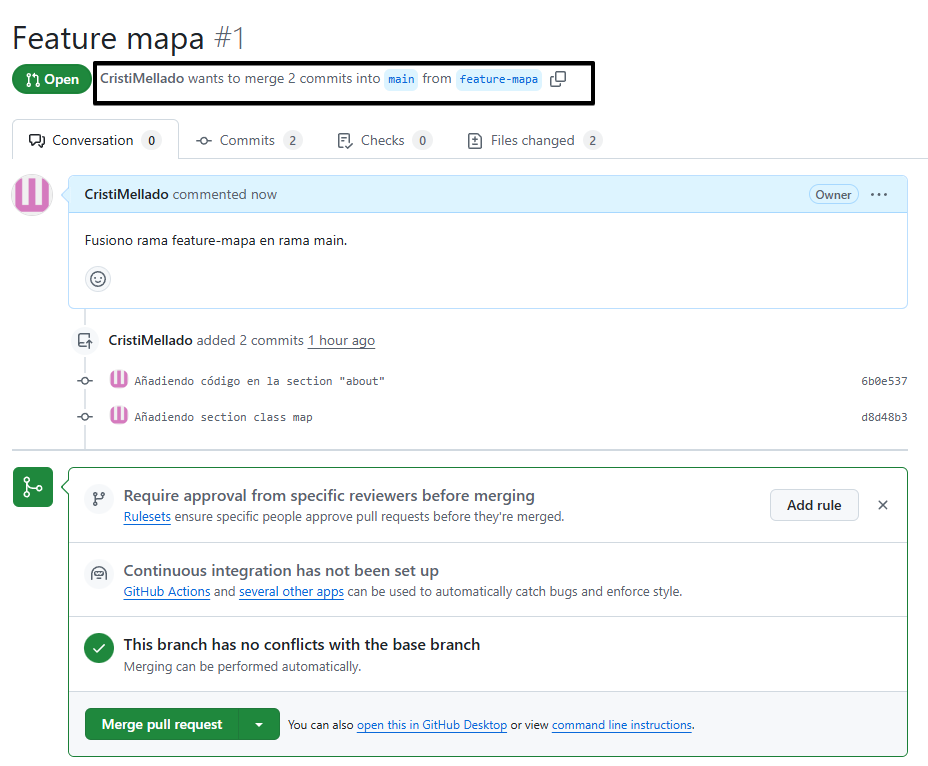 Feature mapa #1
Open CristiMellado wants to merge 2 commits into main from feature-mapa
Conversation 0 Commits 2 Checks 0 Files changed 2
CristiMellado commented now Owner
Fusiono rama feature-mapa en rama main.
CristiMellado added 2 commits 1 hour ago
Añadiendo código en la section "about" 6b0e537
Añadiendo section class map d8d48b3
Require approval from specific reviewers before merging
Rulesets ensure specific people approve pull requests before they're merged.
Add rule
Continuous integration has not been set up
GitHub Actions and several other apps can be used to automatically catch bugs and enforce style.
This branch has no conflicts with the base branch
Merging can be performed automatically.
Merge pull request You can also open this in GitHub Desktop or view command line instructions.